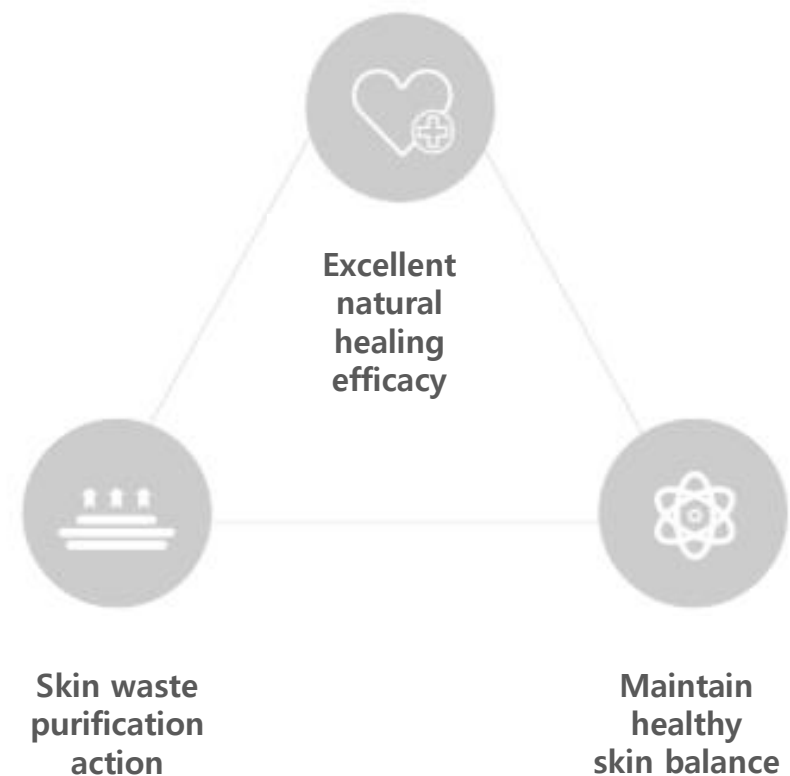 Excellent
natural
healing
efficacy
Skin waste
purification
action
Maintain
healthy
skin balance